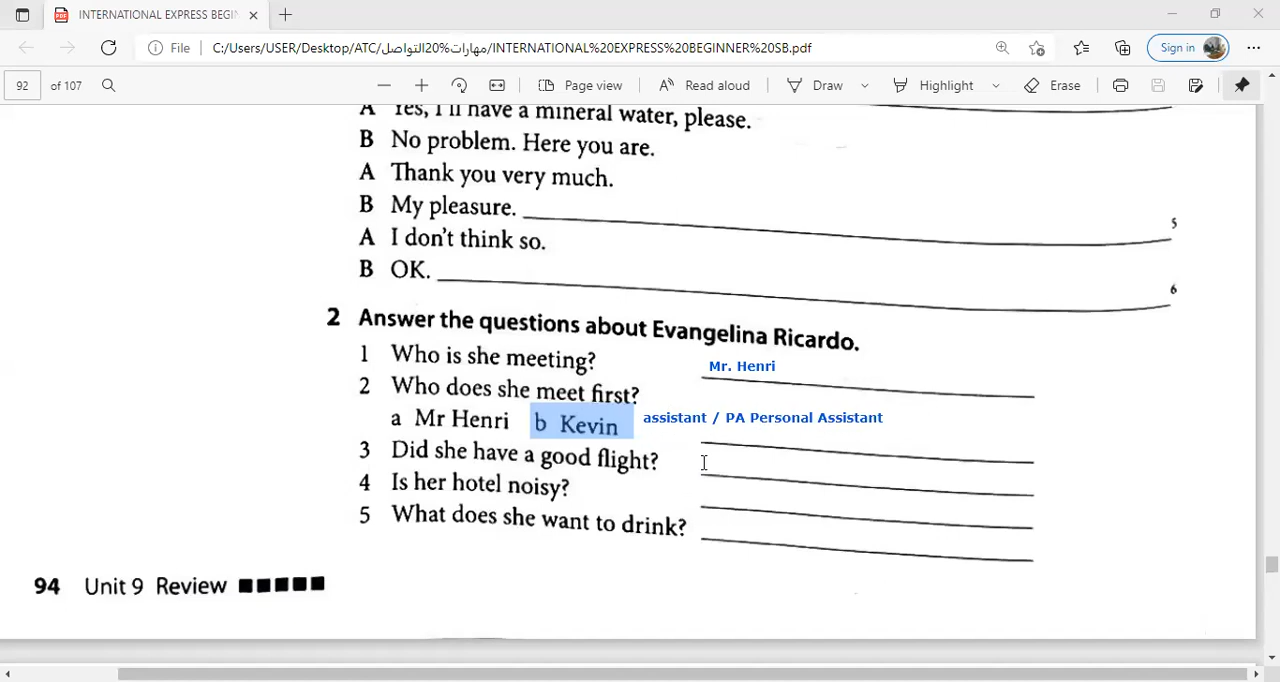 INTERNATIONAL EXPRESS BEGIN
File C:/Users/USER/Desktop/ATC/مهارات%20التواصل/INTERNATIONAL%20EXPRESS%20BEGINNER%20SB.pdf Sign in
92 of 107 Page view Read aloud Draw Highlight Erase
A Yes, I'll have a mineral water, please.
B No problem. Here you are.
A Thank you very much.
B My pleasure. 5
A I don't think so.
B OK. 6
2 Answer the questions about Evangelina Ricardo.
1 Who is she meeting? Mr. Henri
2 Who does she meet first?
a Mr Henri b Kevin assistant / PA Personal Assistant
3 Did she have a good flight?
4 Is her hotel noisy?
5 What does she want to drink?
94 Unit 9 Review